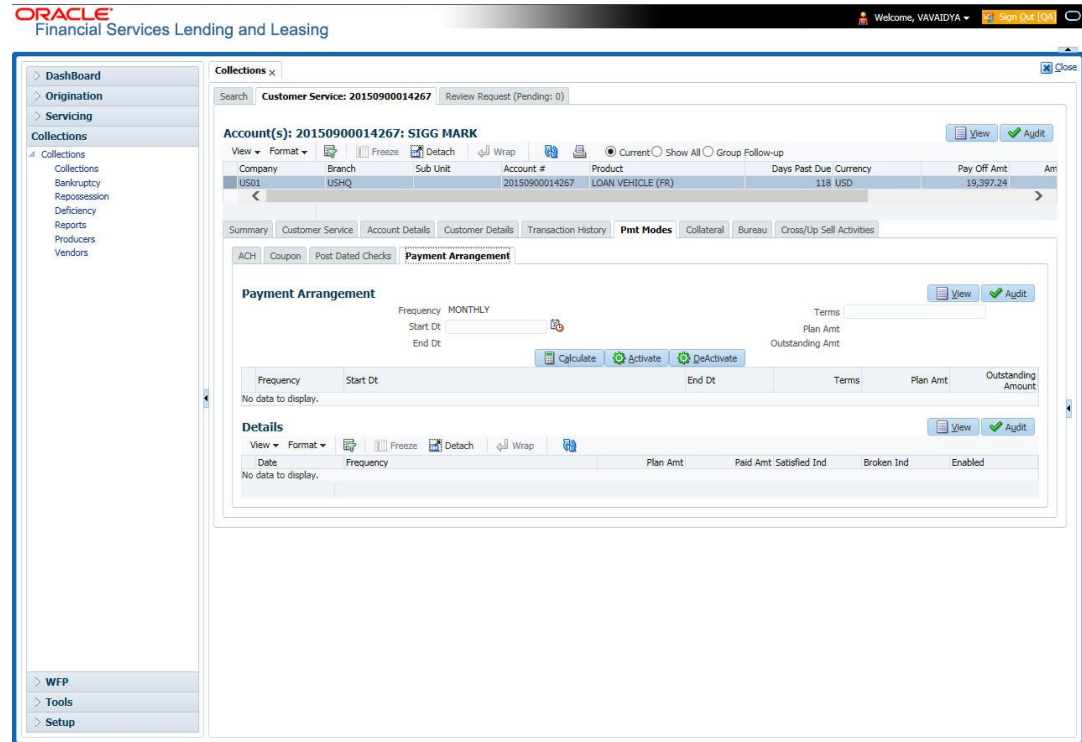 ORACLE
Financial Services Lending and Leasing
Welcome, VAVAIDYA Sign Out [QA]
Close
DashBoard
Origination
Servicing
Collections
Collections
Collections
Bankruptcy
Repossession
Deficiency
Reports
Producers
Vendors
WFP
Tools
Setup
Collections x
Search Customer Service: 20150900014267 Review Request (Pending: 0)
Account(s): 20150900014267: SIGG MARK View Audit
View Format Freeze Detach Wrap Current Show All Group Follow-up
Company Branch Sub Unit Account # Product Days Past Due Currency Pay Off Amt Am
US01 USHQ 20150900014267 LOAN VEHICLE (FR) 118 USD 19,397.24
Summary Customer Service Account Details Customer Details Transaction History Pmt Modes Collateral Bureau Cross/Up Sell Activities
ACH Coupon Post Dated Checks Payment Arrangement
Payment Arrangement View Audit
Frequency MONTHLY Terms
Start Dt Plan Amt
End Dt Outstanding Amt
Calculate Activate DeActivate
Frequency Start Dt End Dt Terms Plan Amt Outstanding
Amount
No data to display.
Details View Audit
View Format Freeze Detach Wrap
Date Frequency Plan Amt Paid Amt Satisfied Ind Broken Ind Enabled
No data to display.